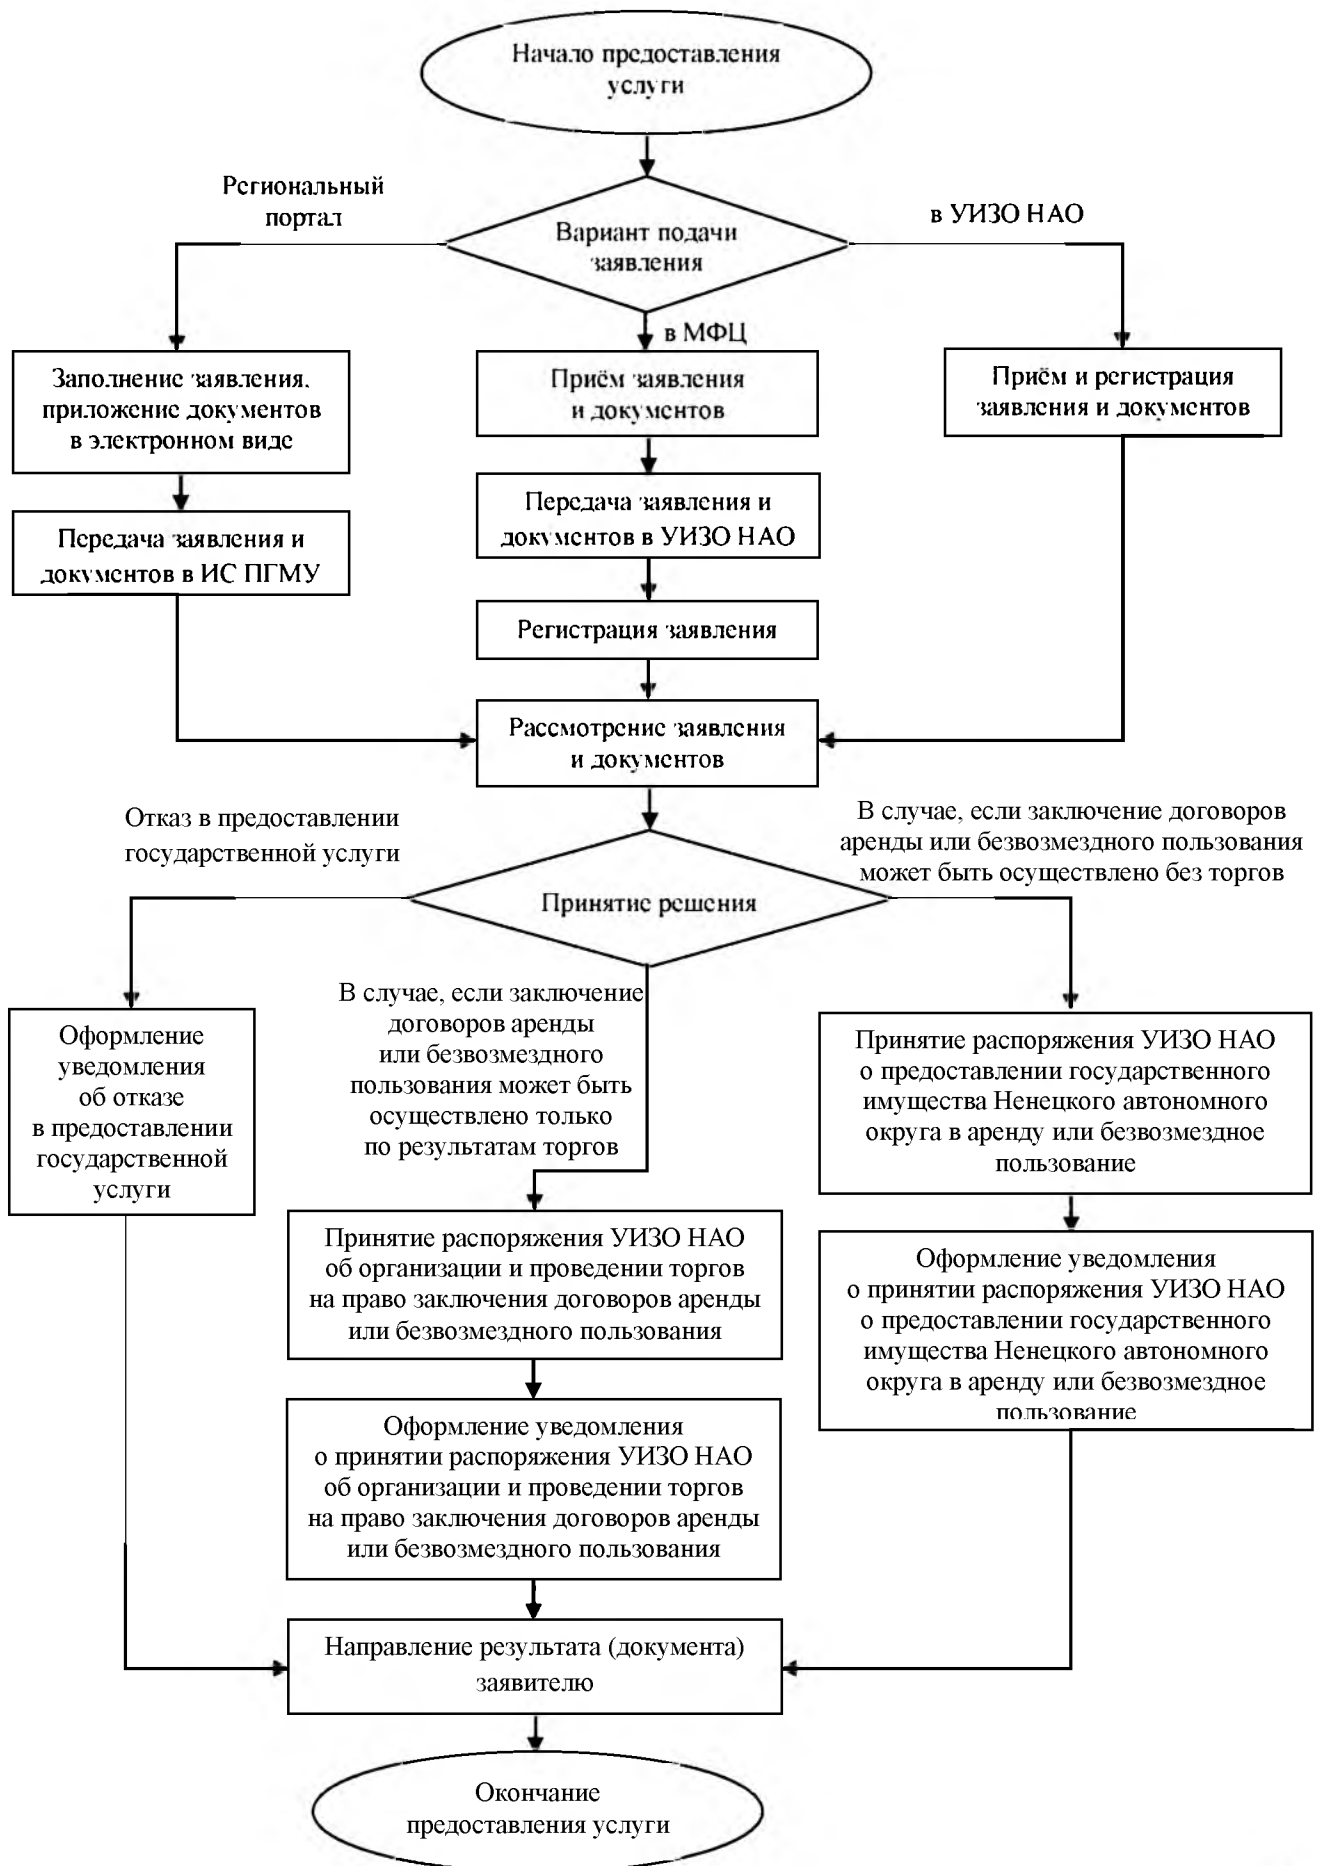 Начало предоставления
услуги
Региональный
портал
Вариант подачи
заявления
в УИЗО НАО
в МФЦ
Заполнение заявления,
приложение документов
в электронном виде
Приём заявления
и документов
Приём и регистрация
заявления и документов
Передача заявления и
документов в ИС ПГМУ
Передача заявления и
документов в УИЗО НАО
Регистрация заявления
Рассмотрение заявления
и документов
Отказ в предоставлении
государственной услуги
В случае, если заключение договоров
аренды или безвозмездного пользования
может быть осуществлено без торгов
Принятие решения
В случае, если заключение
договоров аренды
или безвозмездного
пользования может быть
осуществлено только
по результатам торгов
Оформление
уведомления
об отказе
в предоставлении
государственной
услуги
Принятие распоряжения УИЗО НАО
о предоставлении государственного
имущества Ненецкого автономного
округа в аренду или безвозмездное
пользование
Принятие распоряжения УИЗО НАО
об организации и проведении торгов
на право заключения договоров аренды
или безвозмездного пользования
Оформление уведомления
о принятии распоряжения УИЗО НАО
о предоставлении государственного
имущества Ненецкого автономного
округа в аренду или безвозмездное
пользование
Оформление уведомления
о принятии распоряжения УИЗО НАО
об организации и проведении торгов
на право заключения договоров аренды
или безвозмездного пользования
Направление результата (документа)
заявителю
Окончание
предоставления услуги